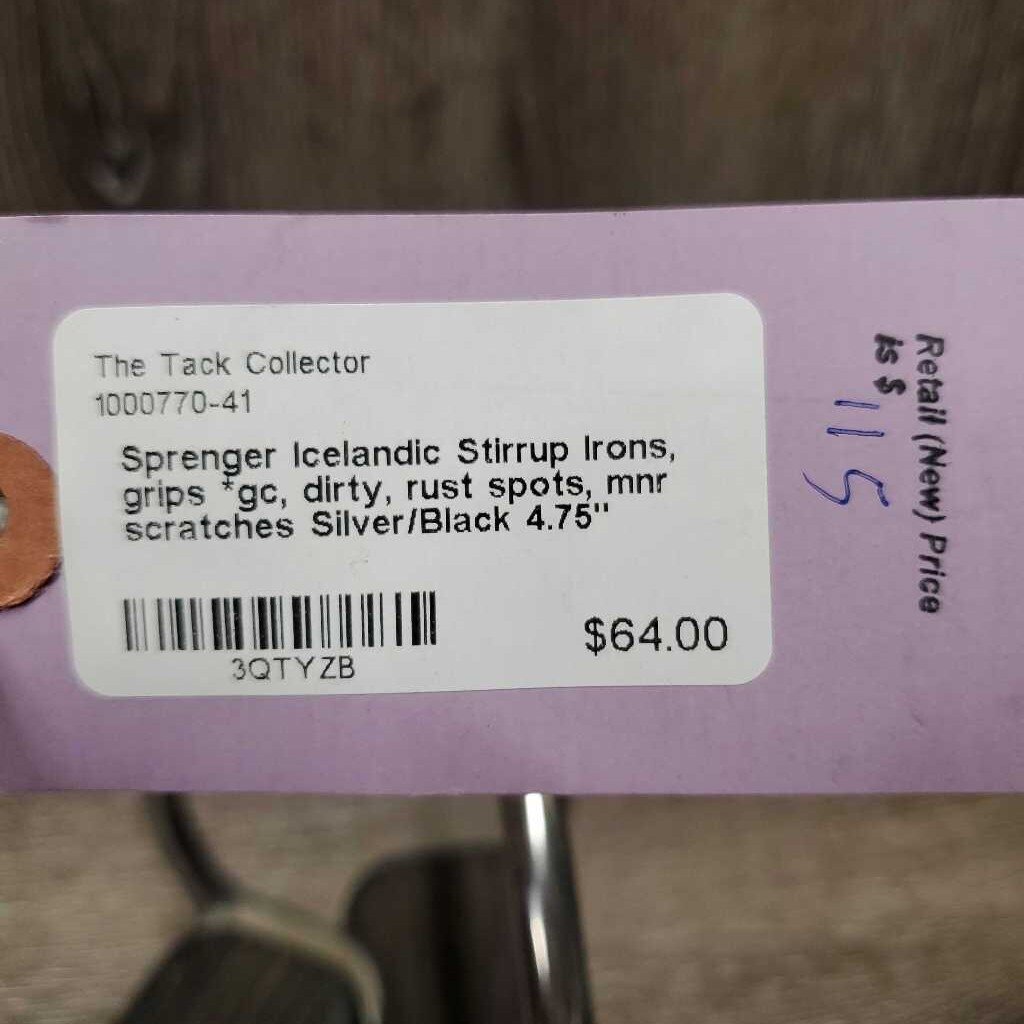 The Tack Collector
1000770-41
Sprenger Icelandic Stirrup Irons,
grips *gc, dirty, rust spots, mnr
scratches Silver/Black 4.75"
3QTYZB
$64.00
Retail (New) Price
is $
115